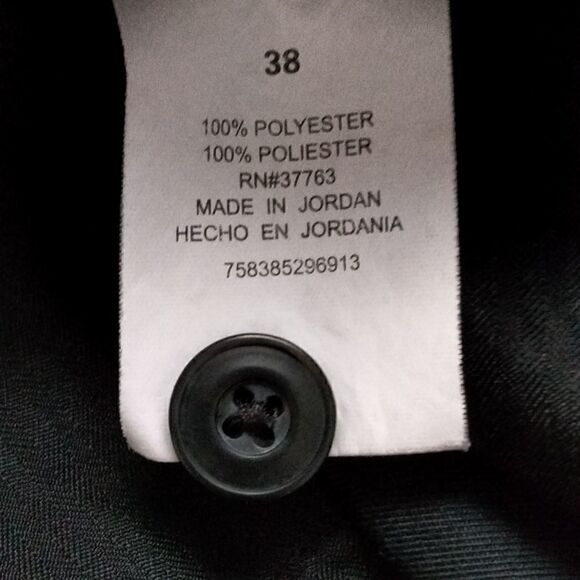 38
100% POLYESTER
100% POLIESTER
RN#37763
MADE IN JORDAN
HECHO EN JORDANIA
758385296913